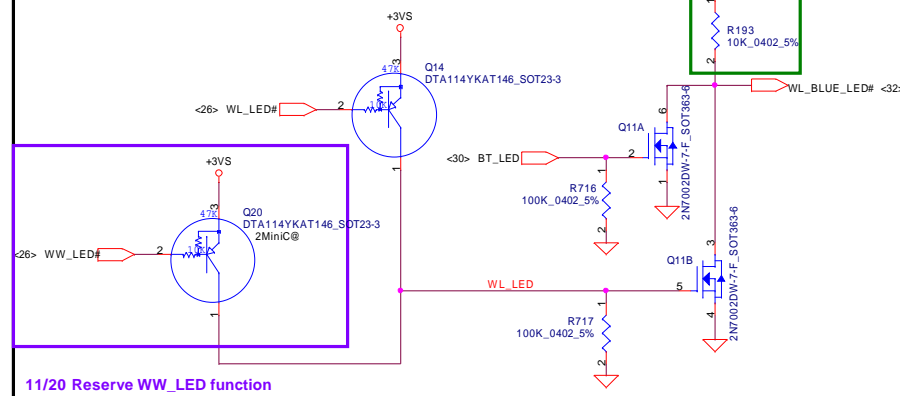 +3VS
1
R193
10K_0402_5%
2
Q14
DTA114YKAT146_SOT23-3
47K
3
10K
<26> WL_LED#
2
1
WL_BLUE_LED# <32>
6
Q11A
2N7002DW-7-F_SOT363-6
<30> BT_LED
2
1
1
R716
100K_0402_5%
2
+3VS
Q20
DTA114YKAT146_SOT23-3
2MiniC@
47K
3
10K
<26> WW_LED#
2
1
3
Q11B
2N7002DW-7-F_SOT363-6
WL_LED
5
4
1
R717
100K_0402_5%
2
11/20 Reserve WW_LED function